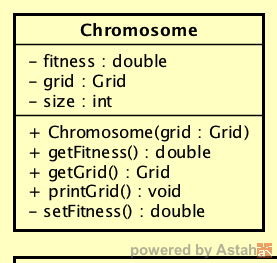 Chromosome
- fitness : double
- grid : Grid
- size : int
+ Chromosome(grid : Grid)
+ getFitness() : double
+ getGrid() : Grid
+ printGrid() : void
- setFitness() : double
powered by Astah